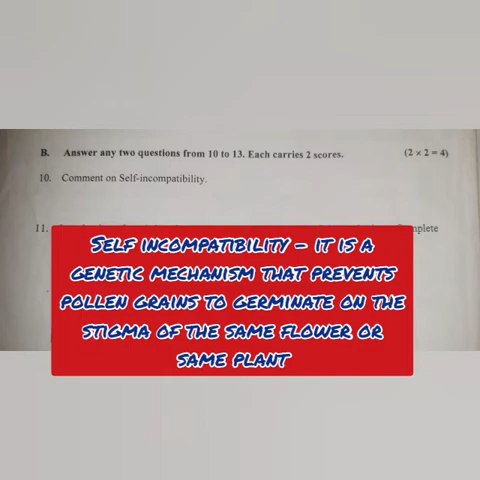 B. Answer any two questions from 10 to 13. Each carries 2 scores. (2 × 2 = 4)
10. Comment on Self-incompatibility.
11.
SELF INCOMPATIBILITY - IT IS A
GENETIC MECHANISM THAT PREVENTS
POLLEN GRAINS TO GERMINATE ON THE
STIGMA OF THE SAME FLOWER OR
SAME PLANT